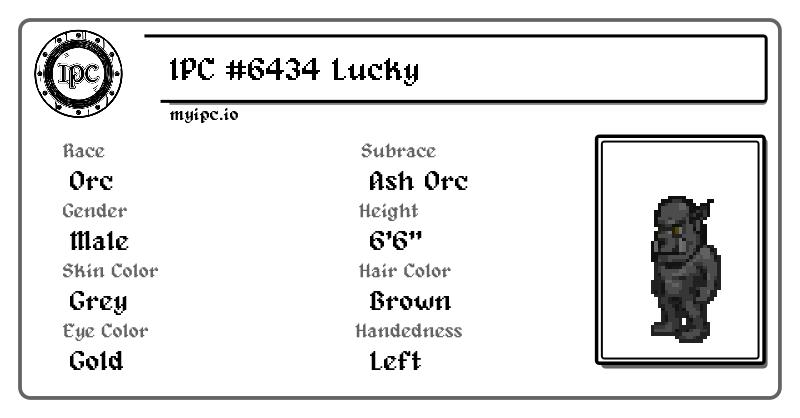 IPC
IPC #6434 Lucky
myipc.io
Race
Subrace
Orc
Ash Orc
Gender
Height
Male
6'6"
Skin Color
Hair Color
Grey
Brown
Eye Color
Handedness
Gold
Left